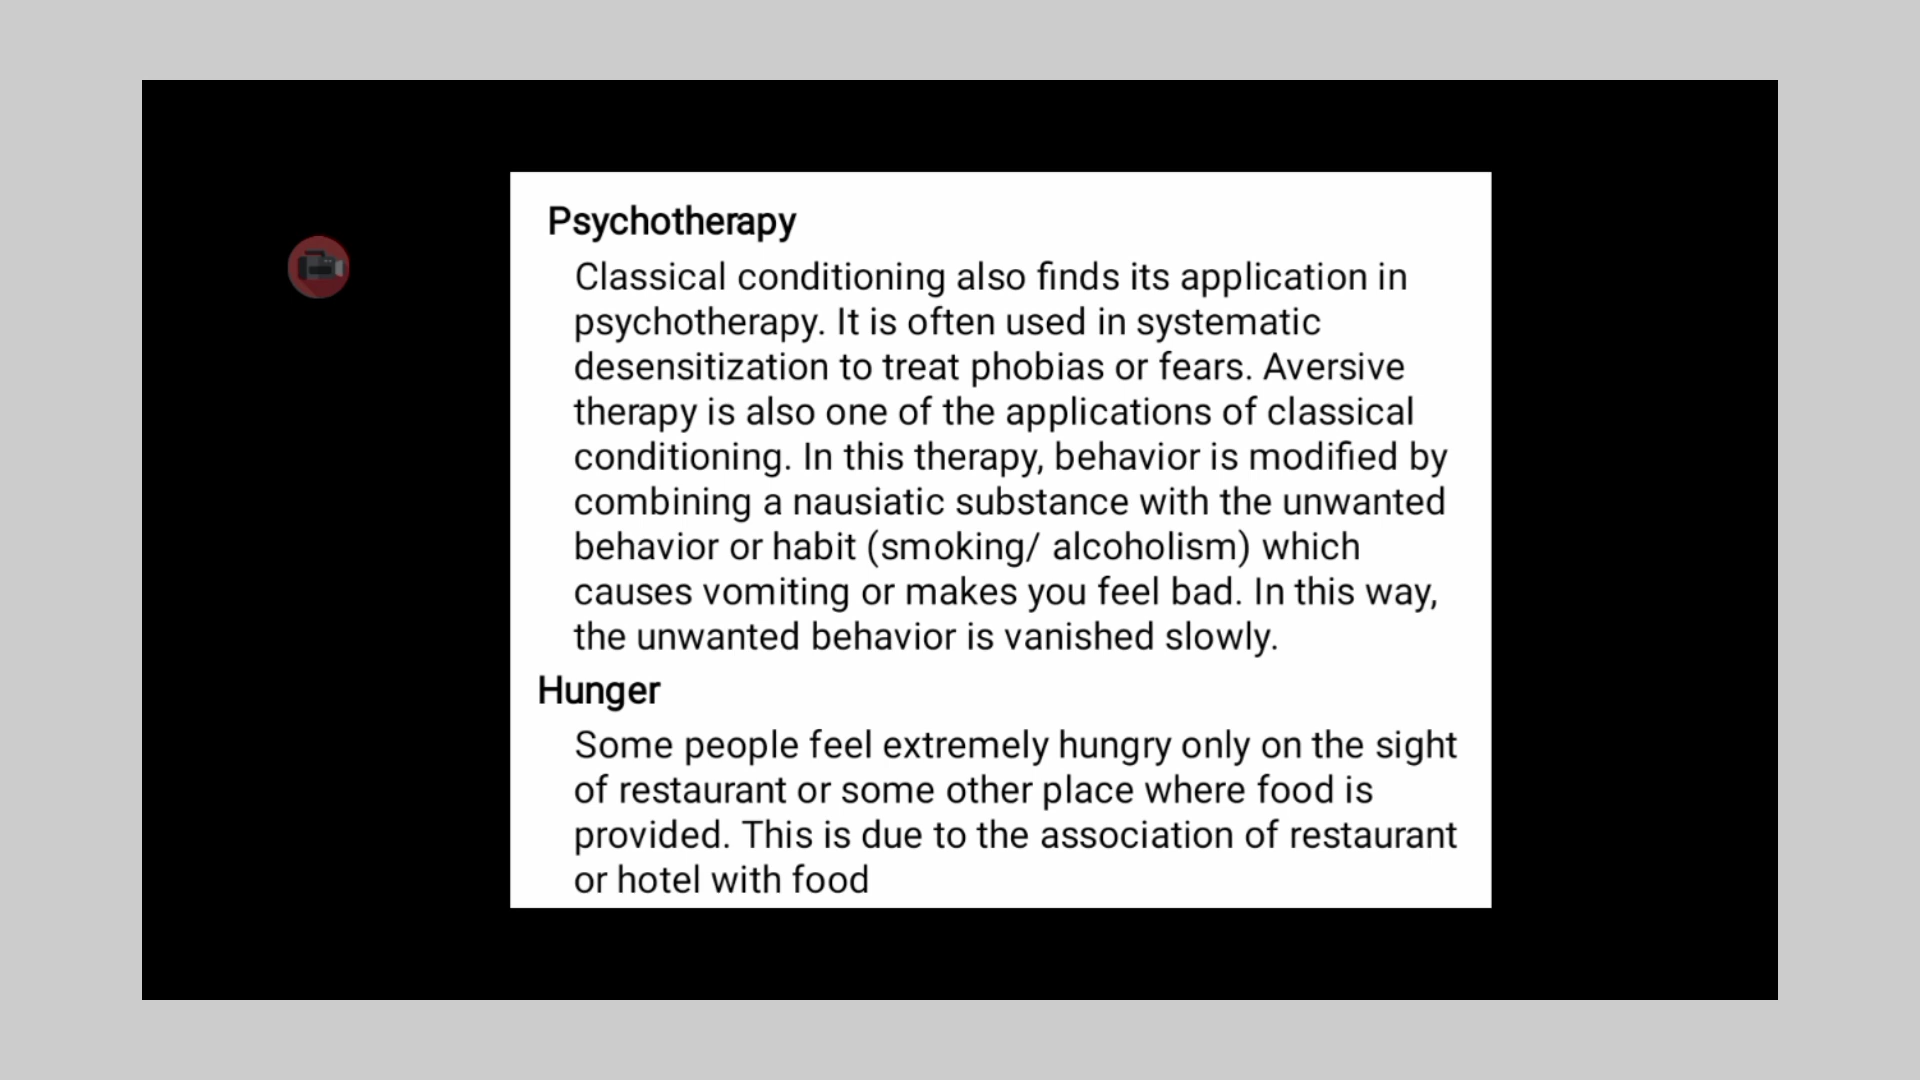 Psychotherapy
Classical conditioning also finds its application in
psychotherapy. It is often used in systematic
desensitization to treat phobias or fears. Aversive
therapy is also one of the applications of classical
conditioning. In this therapy, behavior is modified by
combining a nausiatic substance with the unwanted
behavior or habit (smoking/ alcoholism) which
causes vomiting or makes you feel bad. In this way,
the unwanted behavior is vanished slowly.
Hunger
Some people feel extremely hungry only on the sight
of restaurant or some other place where food is
provided. This is due to the association of restaurant
or hotel with food